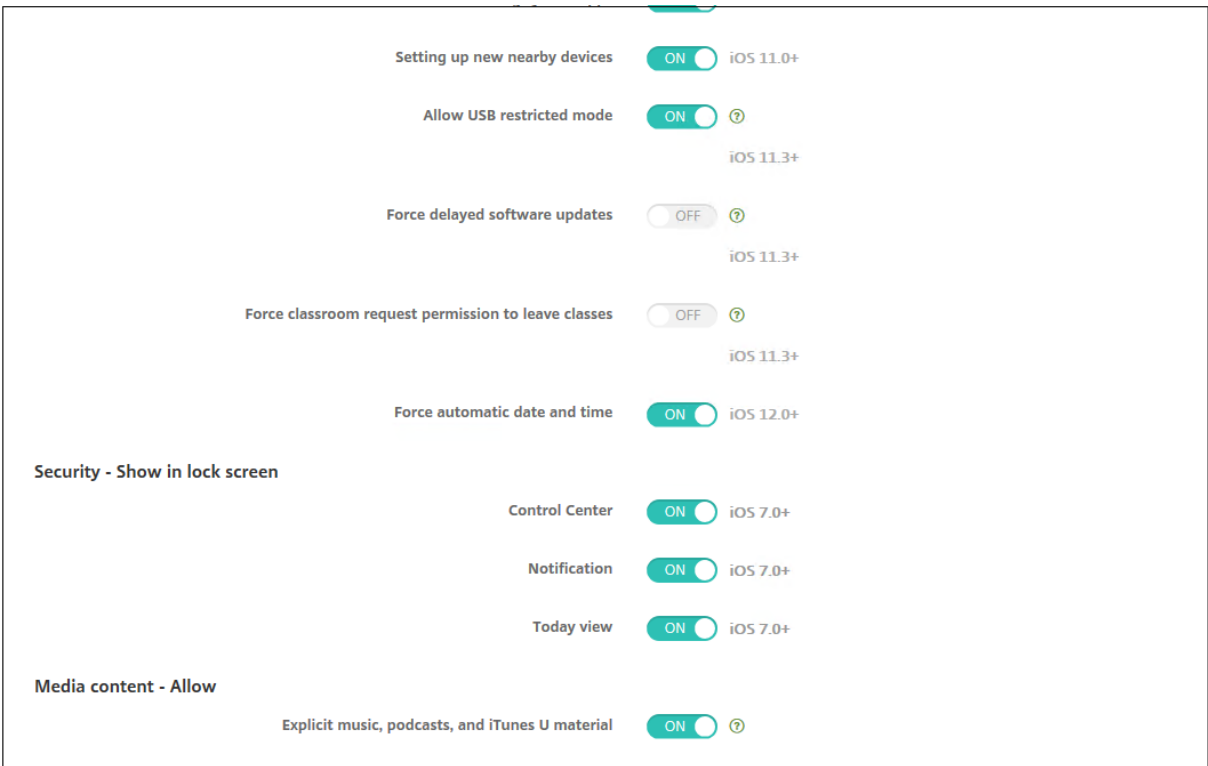 Setting up new nearby devices ON iOS 11.0+
Allow USB restricted mode ON ?
iOS 11.3+
Force delayed software updates OFF ?
iOS 11.3+
Force classroom request permission to leave classes OFF ?
iOS 11.3+
Force automatic date and time ON iOS 12.0+
Security - Show in lock screen
Control Center ON iOS 7.0+
Notification ON iOS 7.0+
Today view ON iOS 7.0+
Media content - Allow
Explicit music, podcasts, and iTunes U material ON ?